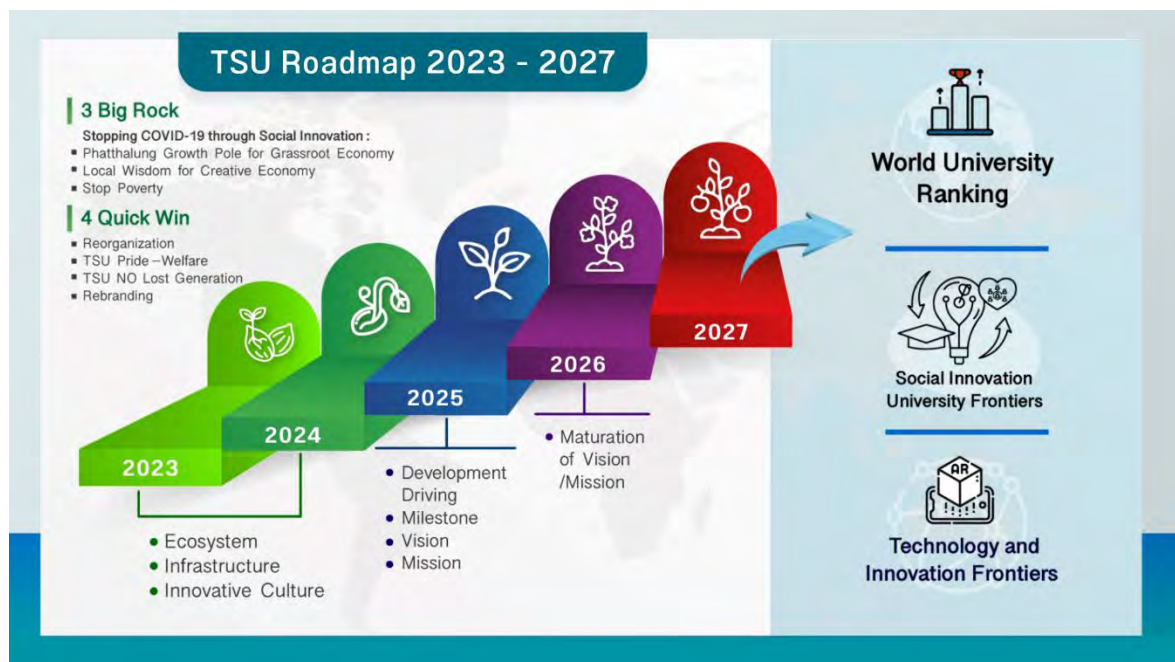 TSU Roadmap 2023 - 2027
3 Big Rock
Stopping COVID-19 through Social Innovation :
▪ Phatthalung Growth Pole for Grassroot Economy
▪ Local Wisdom for Creative Economy
▪ Stop Poverty
4 Quick Win
▪ Reorganization
▪ TSU Pride – Welfare
▪ TSU NO Lost Generation
▪ Rebranding
2023
2024
2025
2026
2027
• Ecosystem
• Infrastructure
• Innovative Culture
• Development
Driving
• Milestone
• Vision
• Mission
• Maturation
of Vision
/Mission
World University
Ranking
Social Innovation
University Frontiers
AR
Technology and
Innovation Frontiers